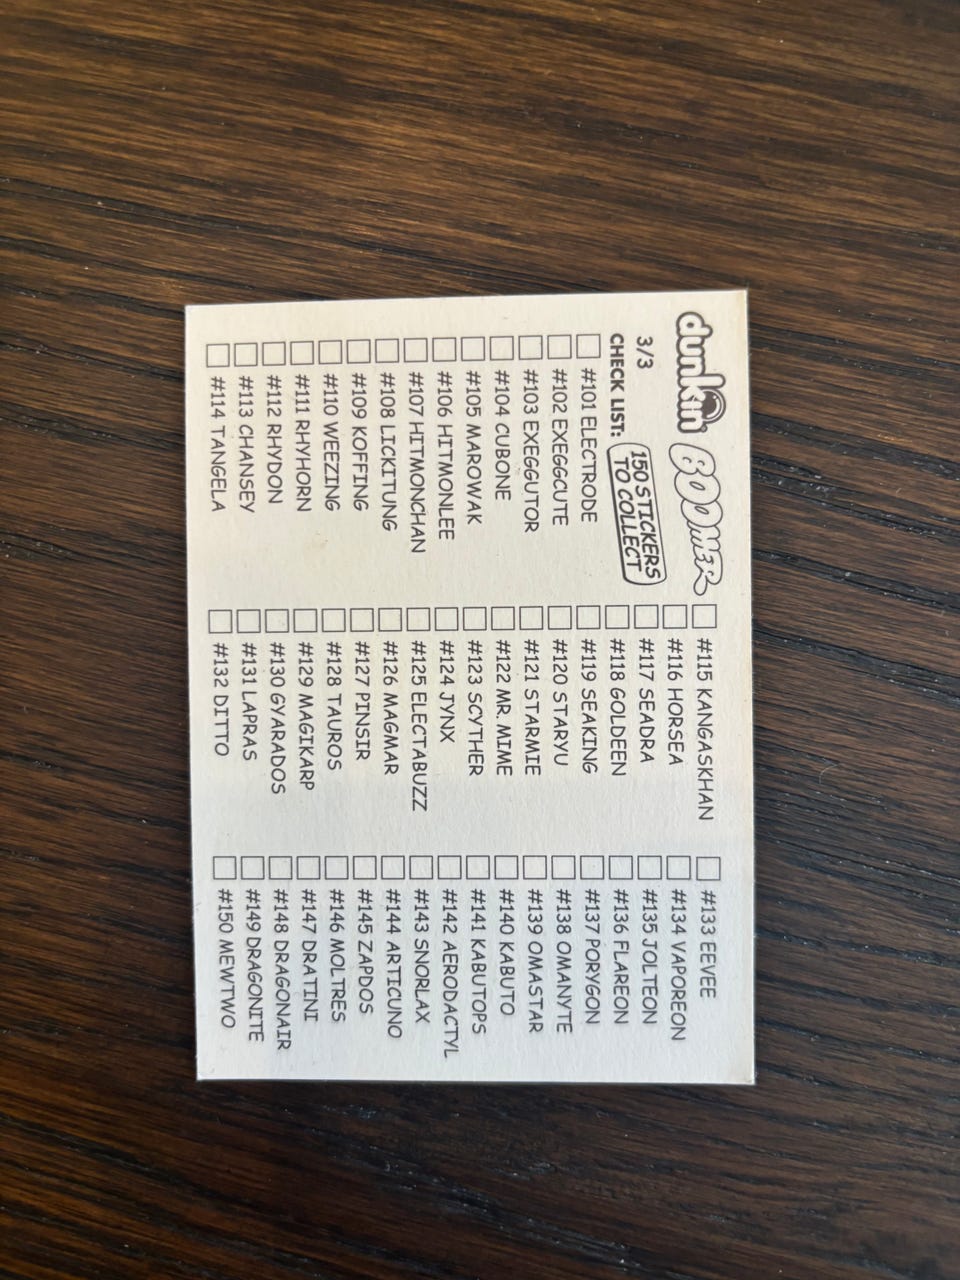 dunkin BOOMER
3/3
CHECK LIST:
150 STICKERS
TO COLLECT
#101 ELECTRODE
#102 EXEGGCUTE
#103 EXEGGUTOR
#104 CUBONE
#105 MAROWAK
#106 HITMONLEE
#107 HITMONCHAN
#108 LICKITUNG
#109 KOFFING
#110 WEEZING
#111 RHYHORN
#112 RHYDON
#113 CHANSEY
#114 TANGELA
#115 KANGASKHAN
#116 HORSEA
#117 SEADRA
#118 GOLDEEN
#119 SEAKING
#120 STARYU
#121 STARMIE
#122 MR. MIME
#123 SCYTHER
#124 JYNX
#125 ELECTABUZZ
#126 MAGMAR
#127 PINSIR
#128 TAUROS
#129 MAGIKARP
#130 GYARADOS
#131 LAPRAS
#132 DITTO
#133 EEVEE
#134 VAPOREON
#135 JOLTEON
#136 FLAREON
#137 PORYGON
#138 OMANYTE
#139 OMASTAR
#140 KABUTO
#141 KABUTOPS
#142 AERODACTYL
#143 SNORLAX
#144 ARTICUNO
#145 ZAPDOS
#146 MOLTRES
#147 DRATINI
#148 DRAGONAIR
#149 DRAGONITE
#150 MEWTWO